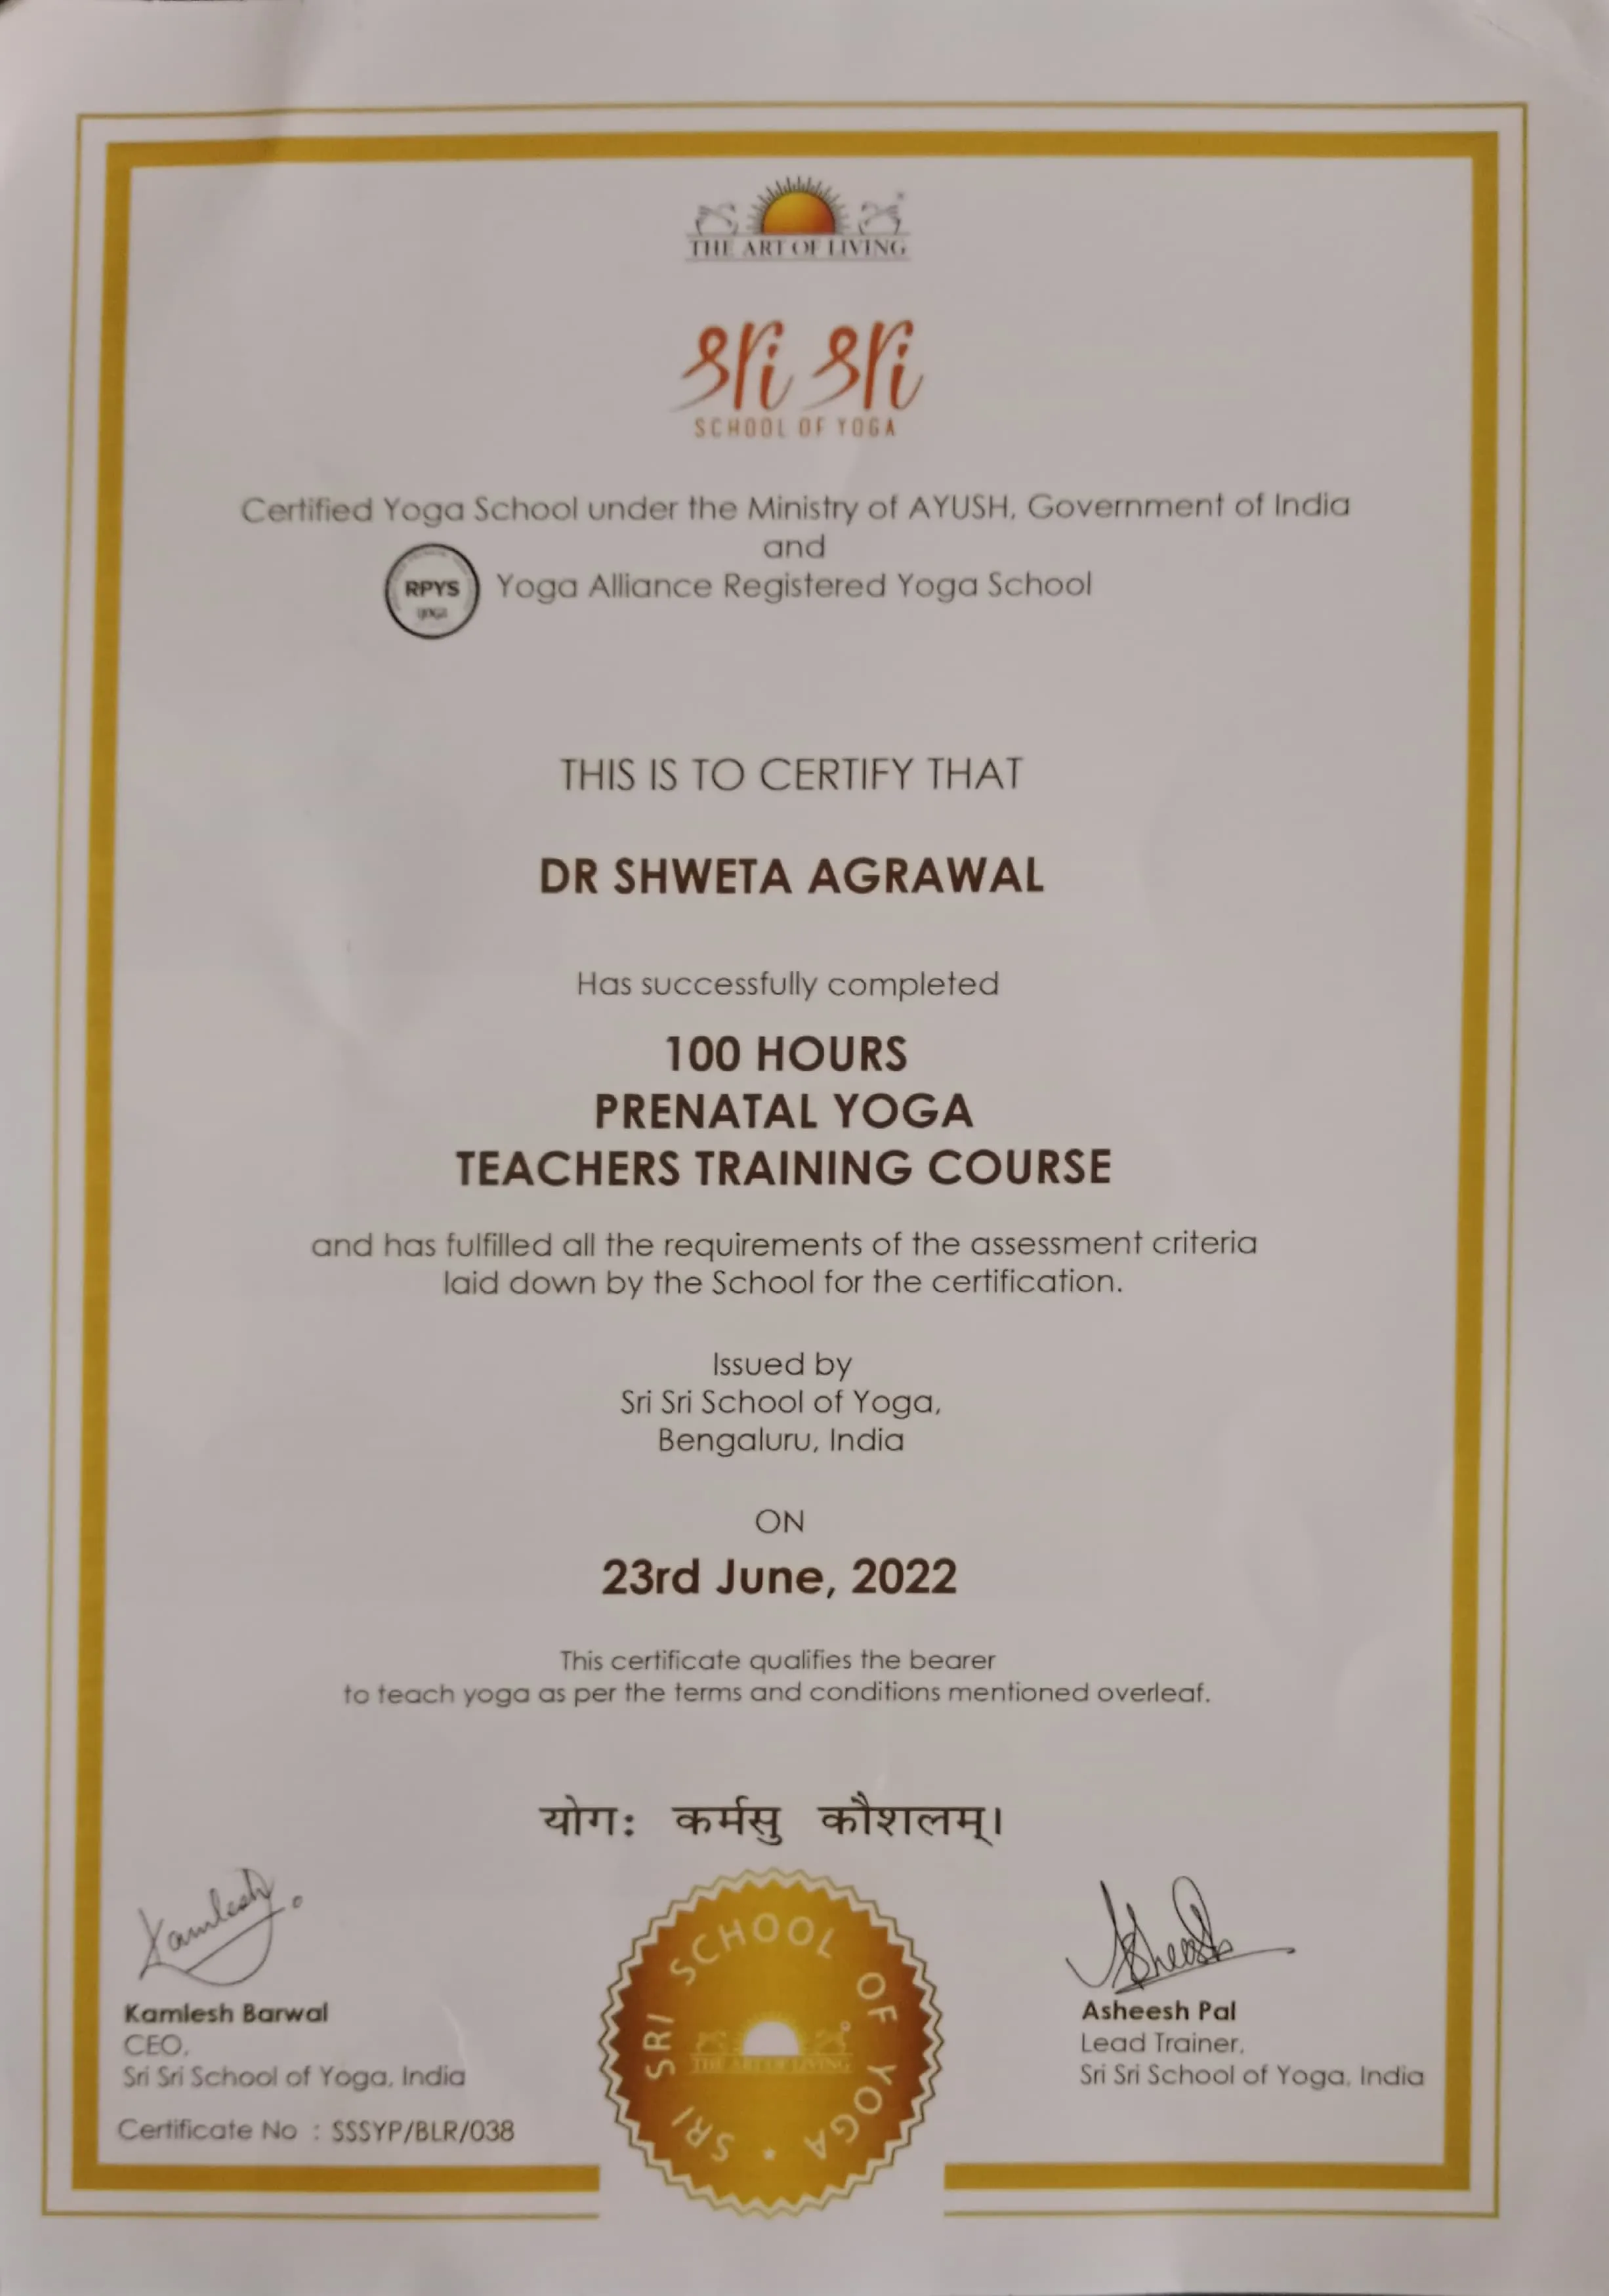 THE ART OF LIVING
sri sri
SCHOOL OF YOGA
Certified Yoga School under the Ministry of AYUSH, Government of India
and
RPYS
YOGA
Yoga Alliance Registered Yoga School
THIS IS TO CERTIFY THAT
DR SHWETA AGRAWAL
Has successfully completed
100 HOURS
PRENATAL YOGA
TEACHERS TRAINING COURSE
and has fulfilled all the requirements of the assessment criteria
laid down by the School for the certification.
Issued by
Sri Sri School of Yoga,
Bengaluru, India
ON
23rd June, 2022
This certificate qualifies the bearer
to teach yoga as per the terms and conditions mentioned overleaf.
योगः कर्मसु कौशलम्।
Kamlesh
Kamlesh Barwal
CEO,
Sri Sri School of Yoga, India
Certificate No : SSSYP/BLR/038
SRI SRI SCHOOL OF YOGA
THE ART OF LIVING
Asheesh
Asheesh Pal
Lead Trainer,
Sri Sri School of Yoga, India